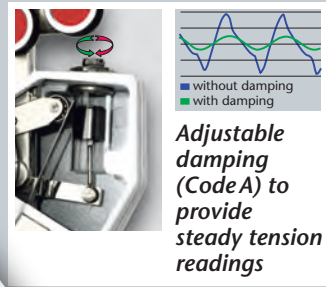 without damping
with damping
Adjustable
damping
(Code A) to
provide
steady tension
readings